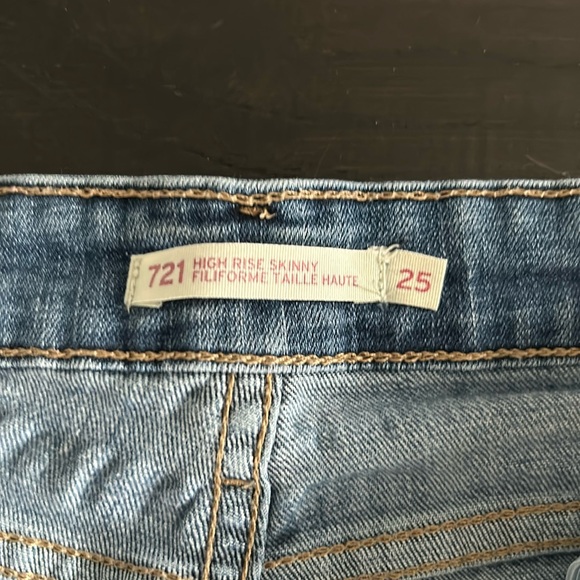 721 HIGH RISE SKINNY
FILIFORME TAILLE HAUTE
25